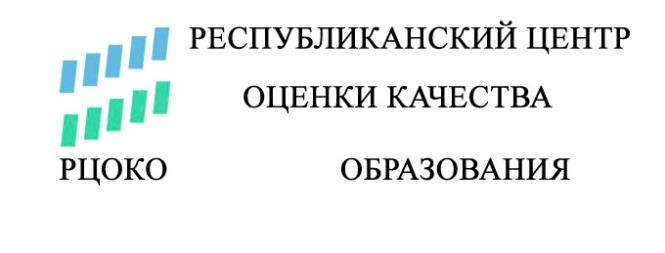 РЕСПУБЛИКАНСКИЙ ЦЕНТР
ОЦЕНКИ КАЧЕСТВА
РЦОКО ОБРАЗОВАНИЯ